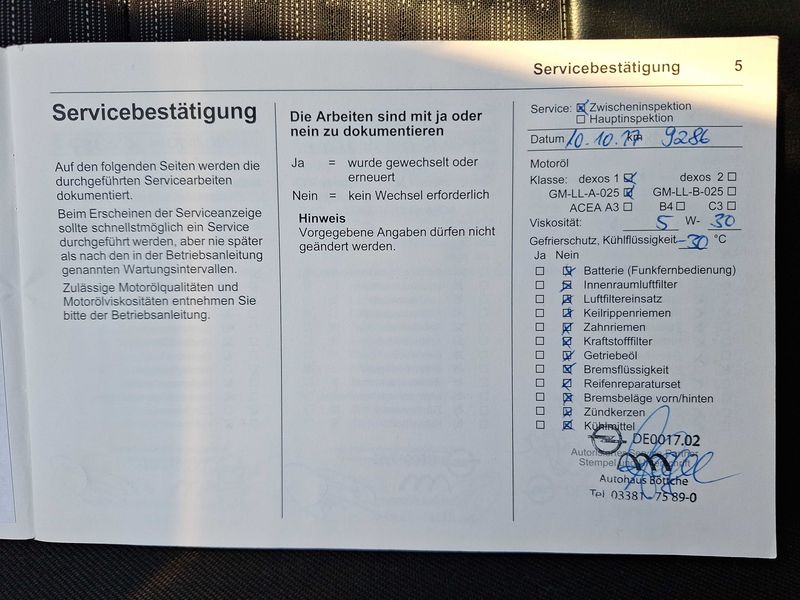 Servicebestätigung 5
Servicebestätigung
Auf den folgenden Seiten werden die
durchgeführten Servicearbeiten
dokumentiert.
Beim Erscheinen der Serviceanzeige
sollte schnellstmöglich ein Service
durchgeführt werden, aber nie später
als nach den in der Betriebsanleitung
genannten Wartungsintervallen.
Zulässige Motorölqualitäten und
Motorölviskositäten entnehmen Sie
bitte der Betriebsanleitung.
Die Arbeiten sind mit ja oder
nein zu dokumentieren
Ja = wurde gewechselt oder
erneuert
Nein = kein Wechsel erforderlich
Hinweis
Vorgegebene Angaben dürfen nicht
geändert werden.
Service: ☒ Zwischeninspektion
☐ Hauptinspektion
Datum 10.10.17 km 9286
Motoröl
Klasse: dexos 1 ☒ dexos 2 ☐
GM-LL-A-025 ☒ GM-LL-B-025 ☐
ACEA A3 ☐ B4 ☐ C3 ☐
Viskosität: 5 W- 30
Gefrierschutz, Kühlflüssigkeit -30 °C
Ja Nein
☐ ☒ Batterie (Funkfernbedienung)
☐ ☒ Innenraumluftfilter
☐ ☒ Luftfiltereinsatz
☐ ☒ Keilrippenriemen
☐ ☒ Zahnriemen
☐ ☒ Kraftstofffilter
☐ ☒ Getriebeöl
☐ ☒ Bremsflüssigkeit
☐ ☒ Reifenreparaturset
☐ ☒ Bremsbeläge vorn/hinten
☐ ☒ Zündkerzen
☐ ☒ Kühlmittel
DE0017.02
Autorisierter Service Partner
Stempel
Autohaus Böttche
Tel. 03381 - 75 89-0